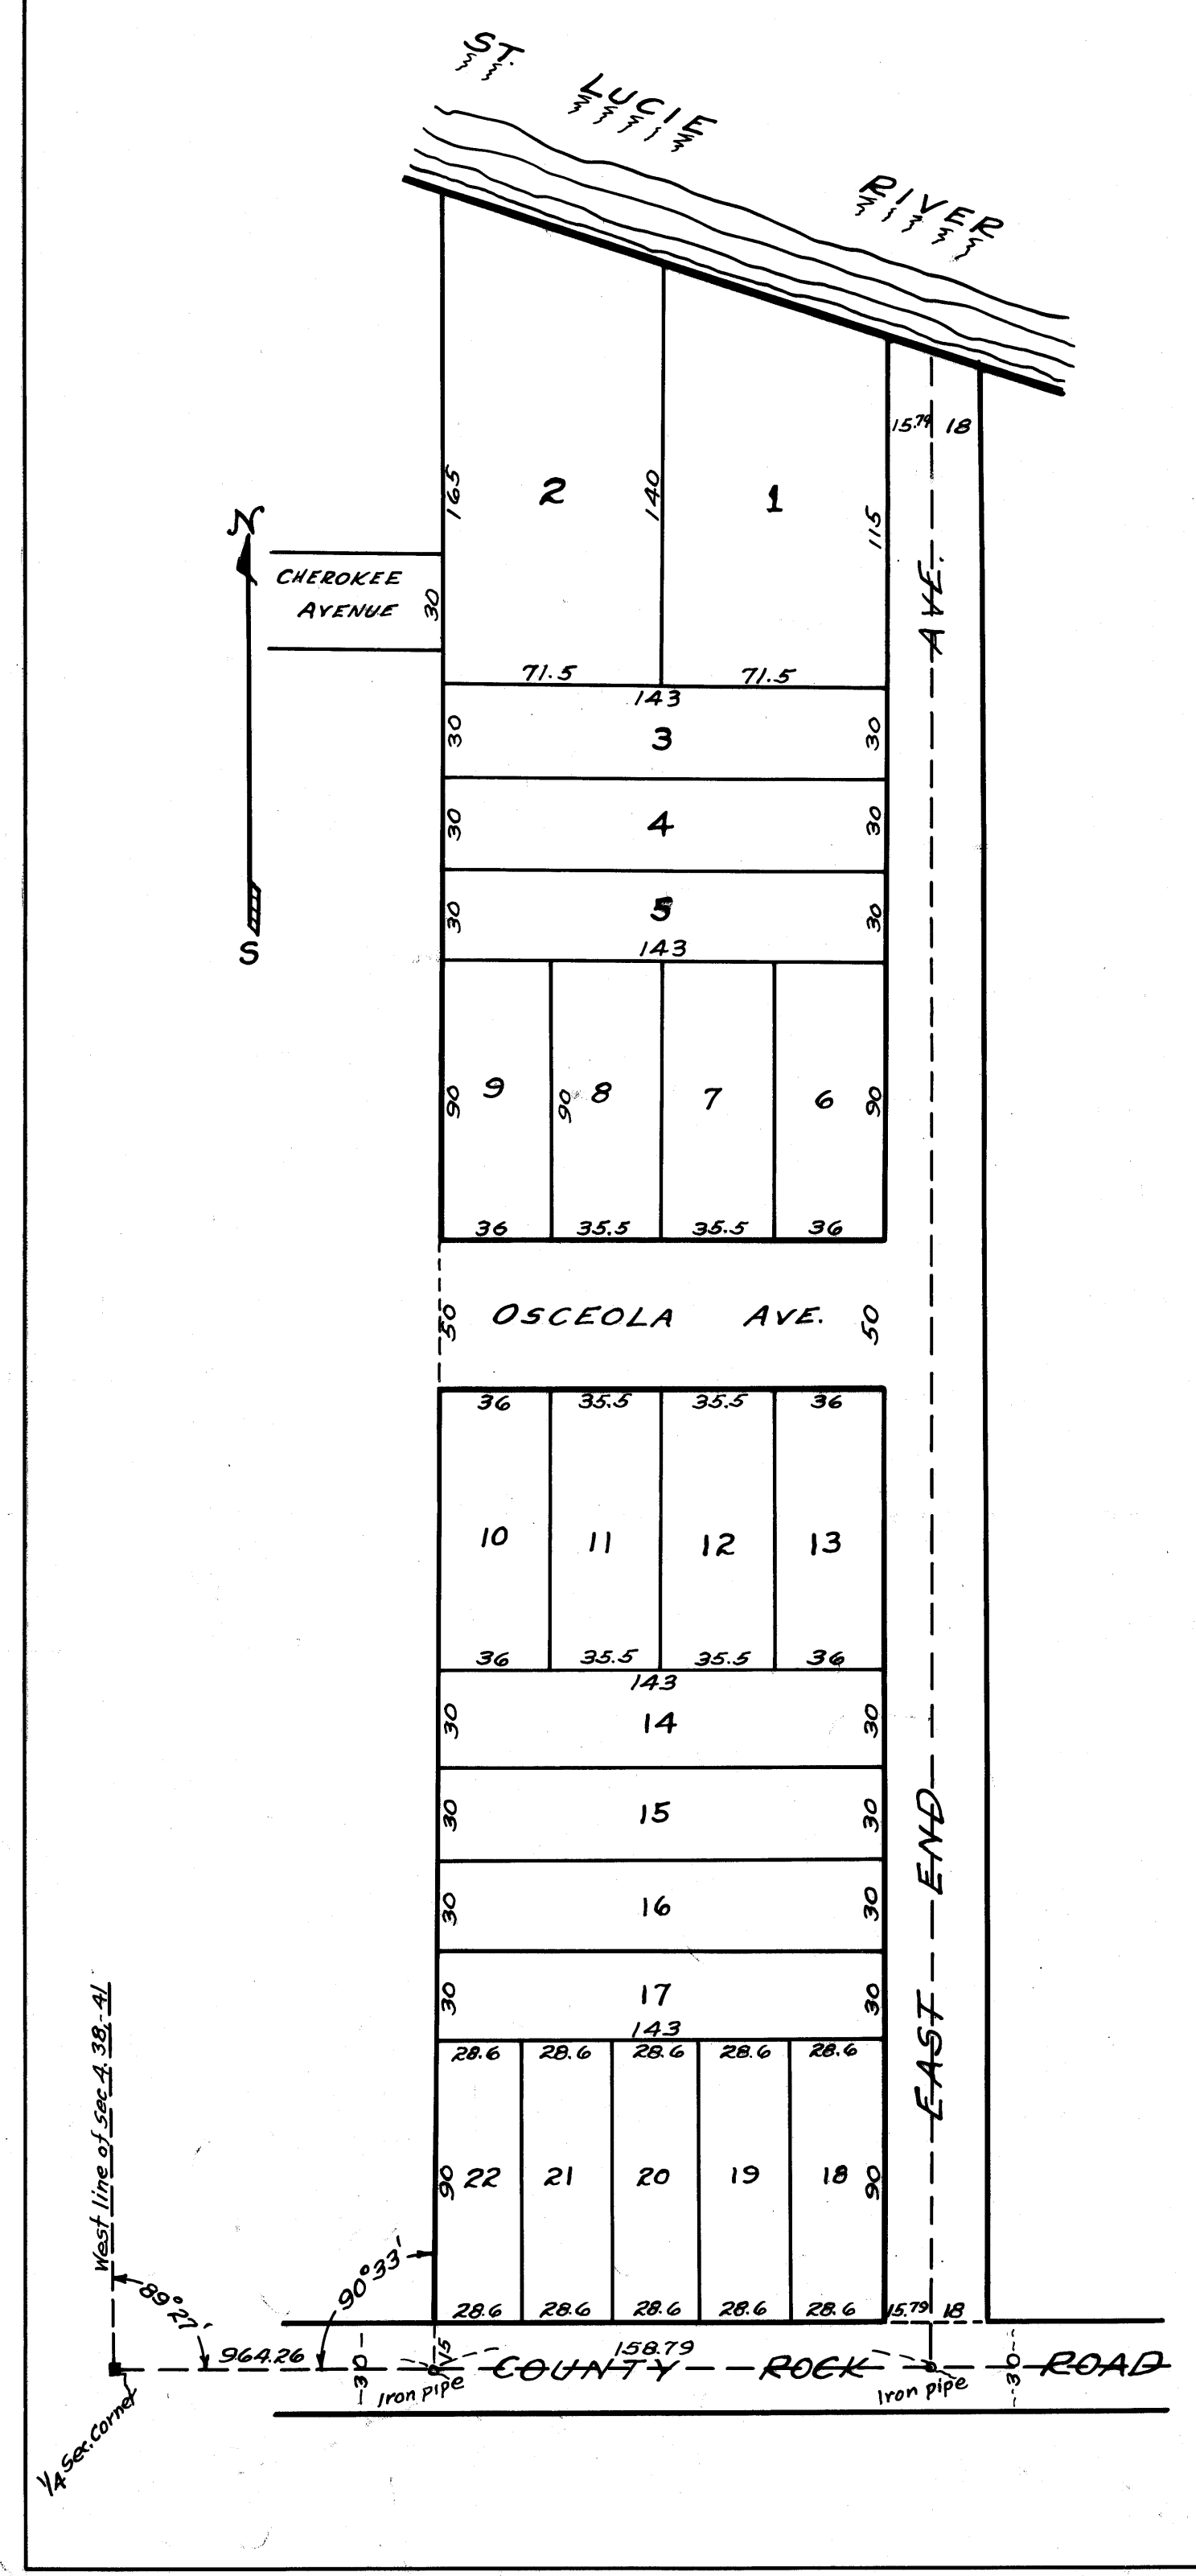 ST. LUCIE RIVER
15.79 18
165 2 140 1 115
N
CHEROKEE
AVENUE 30
AVE.
71.5 71.5
143
30 3 30
30 4 30
30 5 30
143
S
90 9 90 8 7 6 90
36 35.5 35.5 36
50 OSCEOLA AVE. 50
36 35.5 35.5 36
10 11 12 13
36 35.5 35.5 36
143
30 14 30
30 15 30
30 16 30
30 17 30
143
EAST END
28.6 28.6 28.6 28.6 28.6
West line of sec 4. 38,-41
90 22 21 20 19 18 90
89°27' 90°33'
28.6 28.6 28.6 28.6 28.6 15.79 18
964.26 30 15 158.79 30
COUNTY ROCK ROAD
Iron pipe Iron pipe
1/4 Sec. Corner